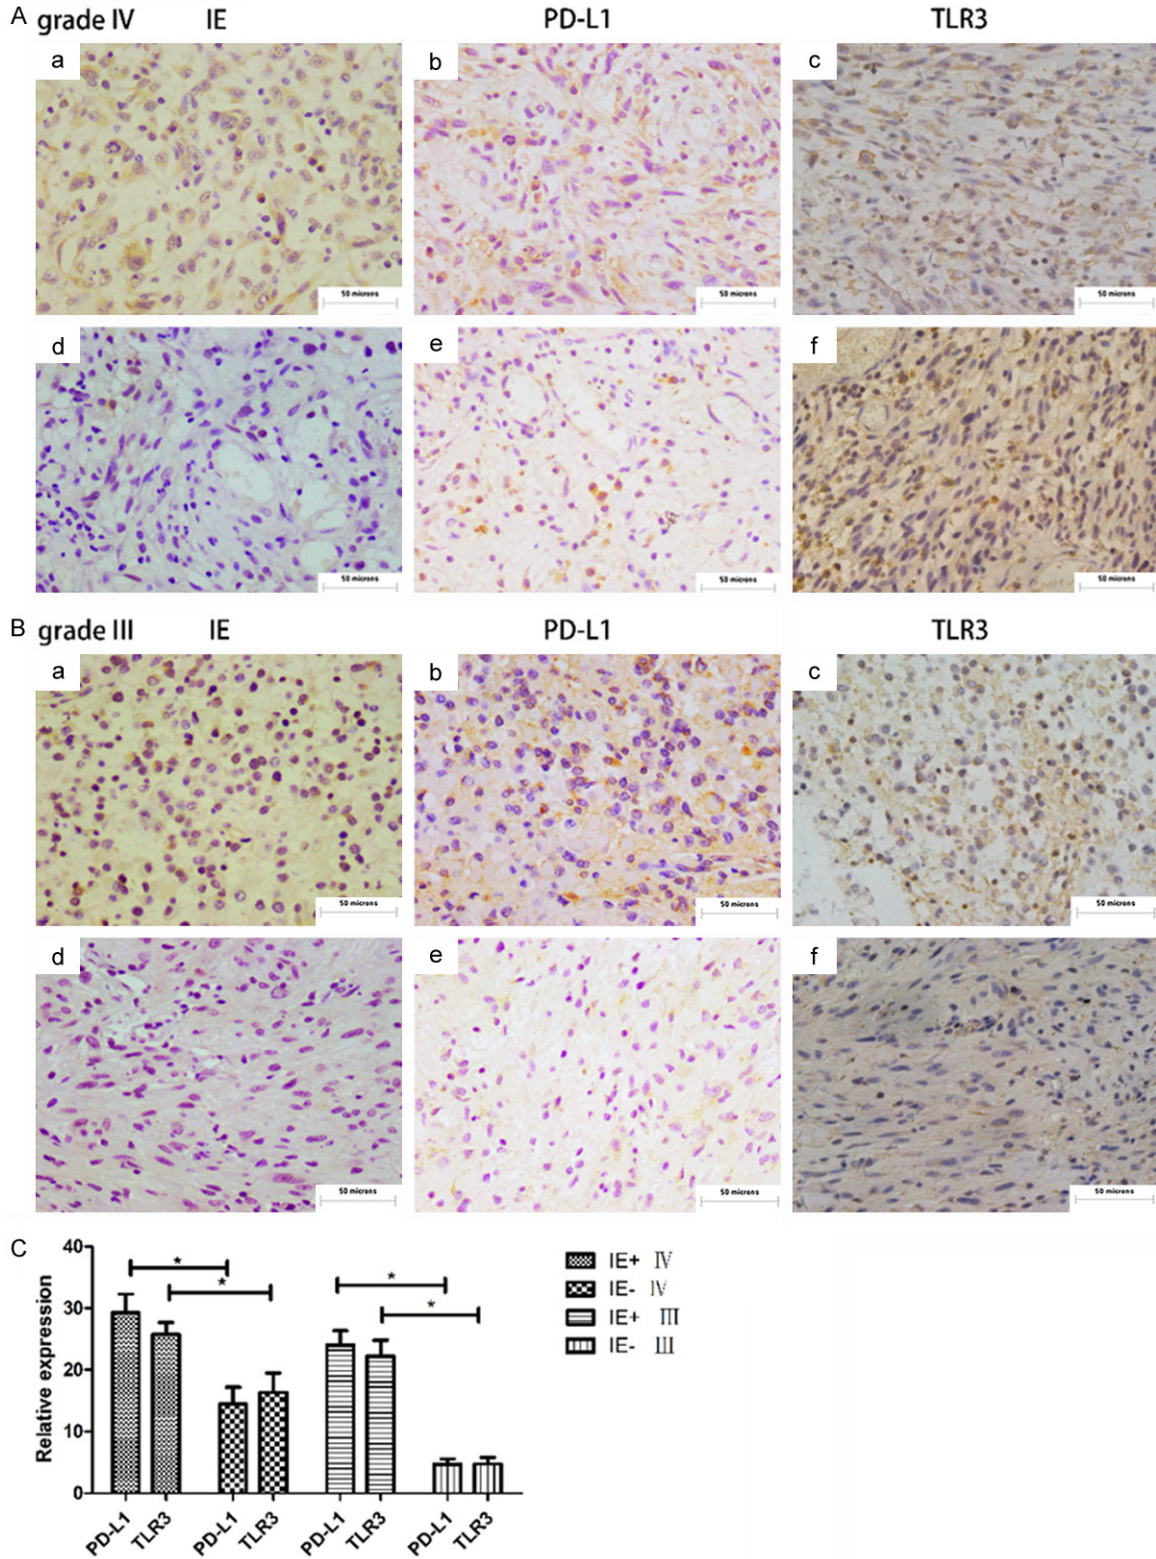 A grade IV IE PD-L1 TLR3
a b c
50 microns 50 microns 50 microns
d e f
50 microns 50 microns 50 microns
B grade III IE PD-L1 TLR3
a b c
50 microns 50 microns 50 microns
d e f
50 microns 50 microns 50 microns
C
Relative expression
40
30
20
10
0
* * * *
PD-L1 TLR3 PD-L1 TLR3 PD-L1 TLR3 PD-L1 TLR3
IE+ IV
IE- IV
IE+ III
IE- III